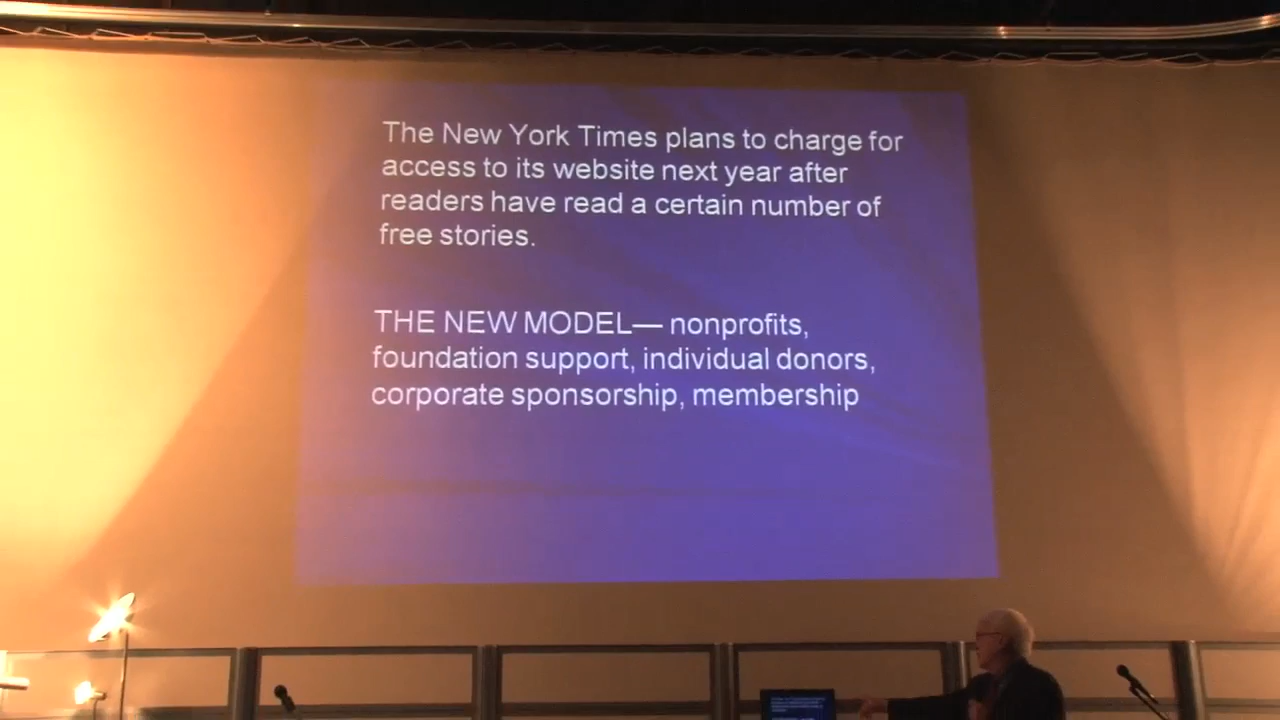 The New York Times plans to charge for
access to its website next year after
readers have read a certain number of
free stories.
THE NEW MODEL— nonprofits,
foundation support, individual donors,
corporate sponsorship, membership